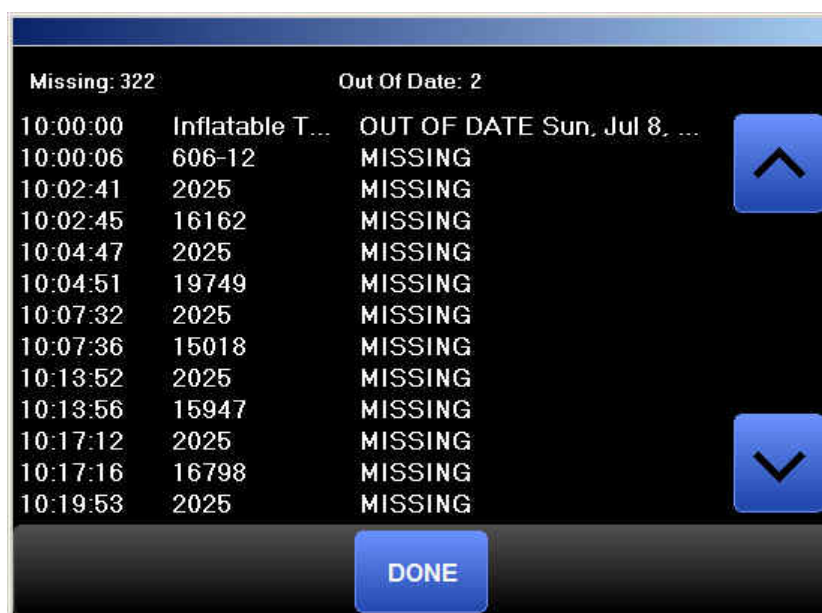 Missing: 322 Out Of Date: 2
10:00:00 Inflatable T... OUT OF DATE Sun, Jul 8, ...
10:00:06 606-12 MISSING
10:02:41 2025 MISSING
10:02:45 16162 MISSING
10:04:47 2025 MISSING
10:04:51 19749 MISSING
10:07:32 2025 MISSING
10:07:36 15018 MISSING
10:13:52 2025 MISSING
10:13:56 15947 MISSING
10:17:12 2025 MISSING
10:17:16 16798 MISSING
10:19:53 2025 MISSING
DONE